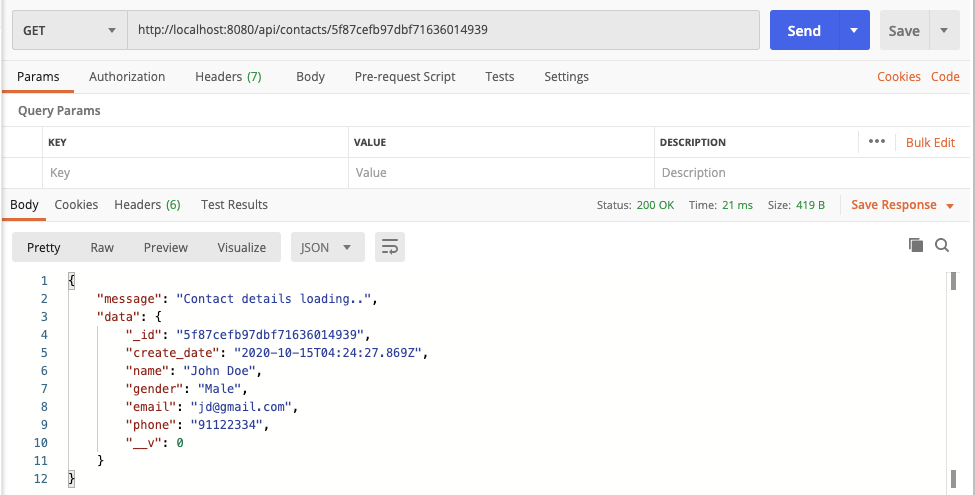 GET http://localhost:8080/api/contacts/5f87cefb97dbf71636014939 Send Save
Params Authorization Headers (7) Body Pre-request Script Tests Settings Cookies Code
Query Params
KEY VALUE DESCRIPTION ••• Bulk Edit
Key Value Description
Body Cookies Headers (6) Test Results Status: 200 OK Time: 21 ms Size: 419 B Save Response
Pretty Raw Preview Visualize JSON
1 {
2 "message": "Contact details loading..",
3 "data": {
4 "_id": "5f87cefb97dbf71636014939",
5 "create_date": "2020-10-15T04:24:27.869Z",
6 "name": "John Doe",
7 "gender": "Male",
8 "email": "jd@gmail.com",
9 "phone": "91122334",
10 "__v": 0
11 }
12 }